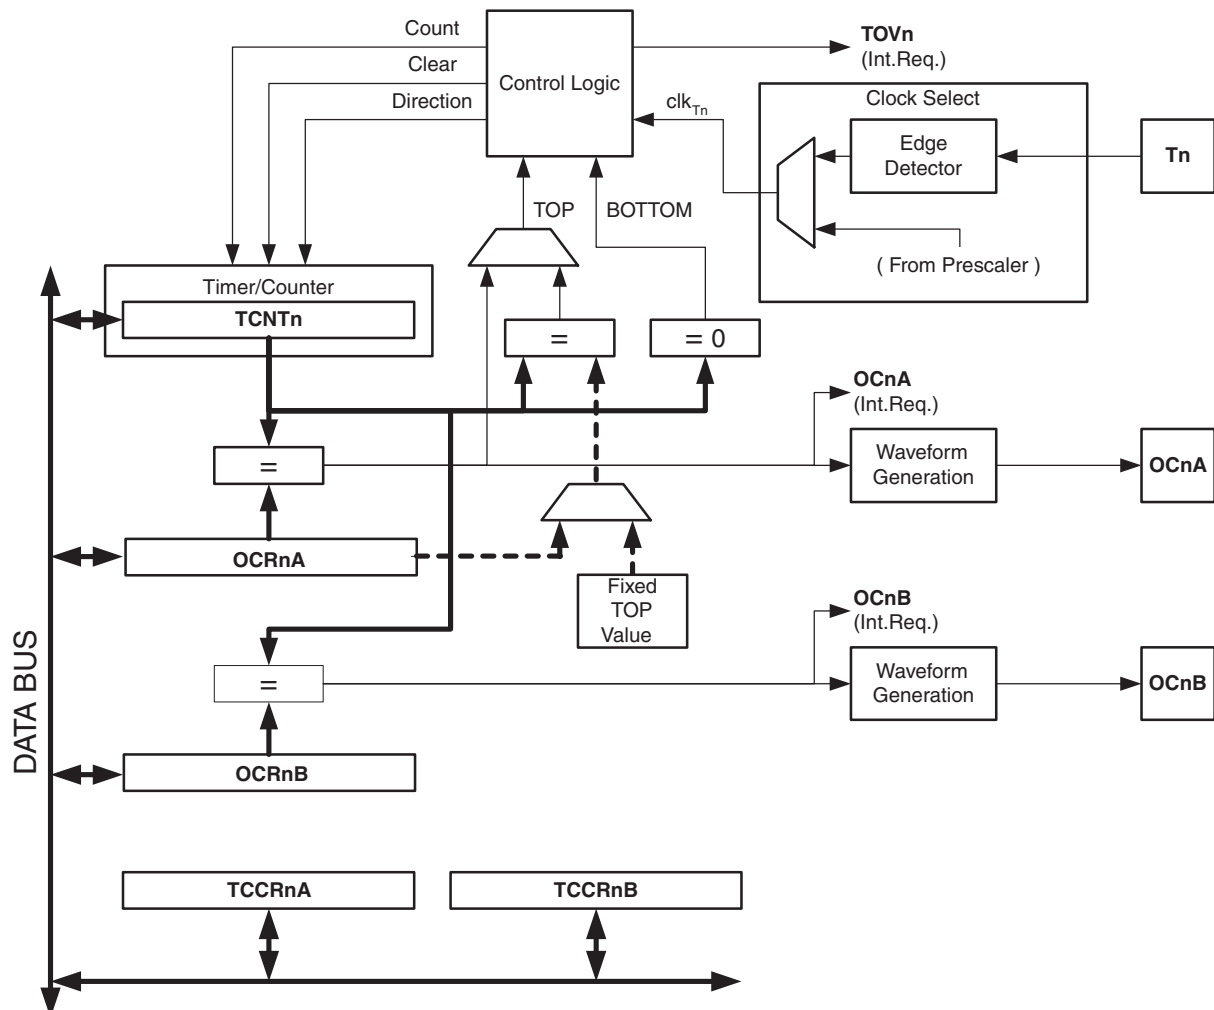 Count
TOVn
(Int.Req.)
Clear
Control Logic
Clock Select
Direction
clkTn
Edge
Detector
Tn
TOP
BOTTOM
( From Prescaler )
Timer/Counter
TCNTn
=
= 0
OCnA
(Int.Req.)
=
Waveform
Generation
OCnA
OCRnA
Fixed
TOP
Value
OCnB
(Int.Req.)
=
Waveform
Generation
OCnB
DATA BUS
OCRnB
TCCRnA
TCCRnB